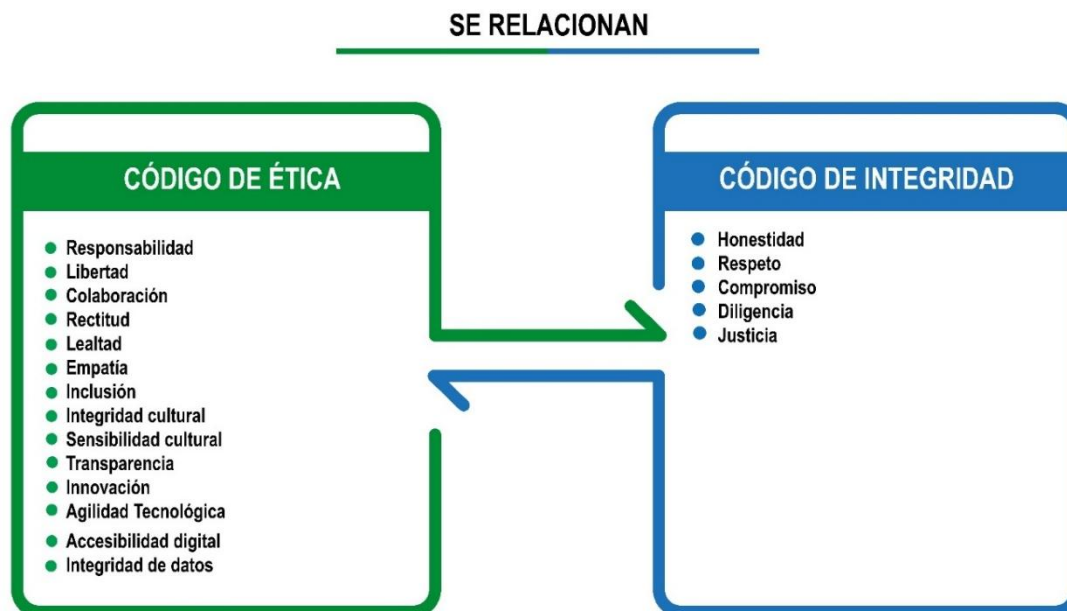 SE RELACIONAN
CÓDIGO DE ÉTICA
Responsabilidad
Libertad
Colaboración
Rectitud
Lealtad
Empatía
Inclusión
Integridad cultural
Sensibilidad cultural
Transparencia
Innovación
Agilidad Tecnológica
Accesibilidad digital
Integridad de datos
CÓDIGO DE INTEGRIDAD
Honestidad
Respeto
Compromiso
Diligencia
Justicia